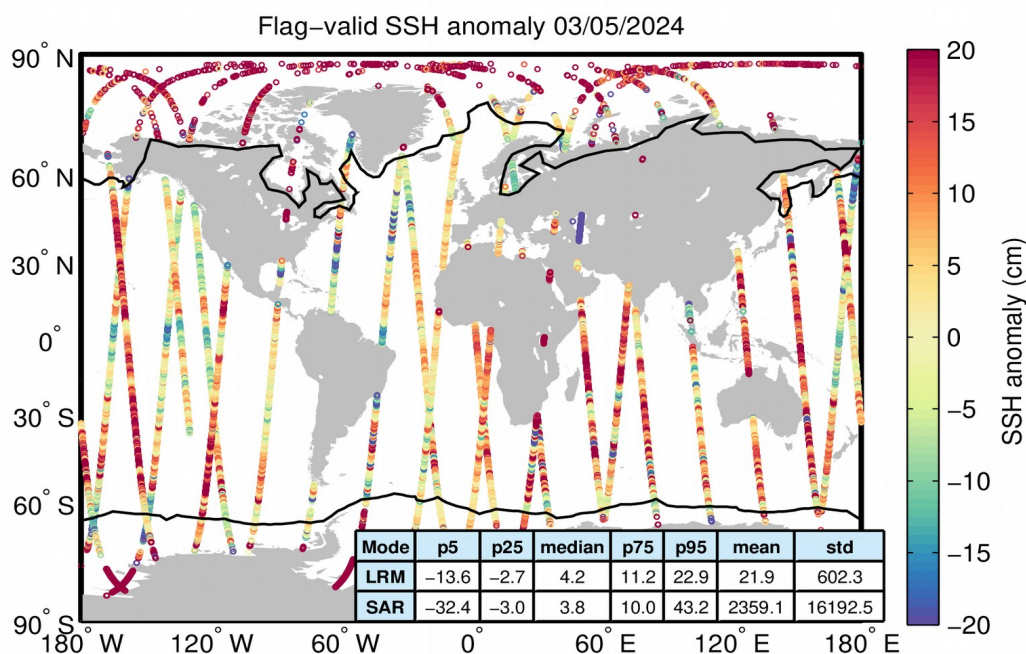 Flag−valid SSH anomaly 03/05/2024
90° N
60° N
30° N
0°
30° S
60° S
90° S
180° W
120° W
60° W
0°
60° E
120° E
180° E
Mode p5 p25 median p75 p95 mean std
LRM −13.6 −2.7 4.2 11.2 22.9 21.9 602.3
SAR −32.4 −3.0 3.8 10.0 43.2 2359.1 16192.5
20
15
10
5
0
−5
−10
−15
−20
SSH anomaly (cm)